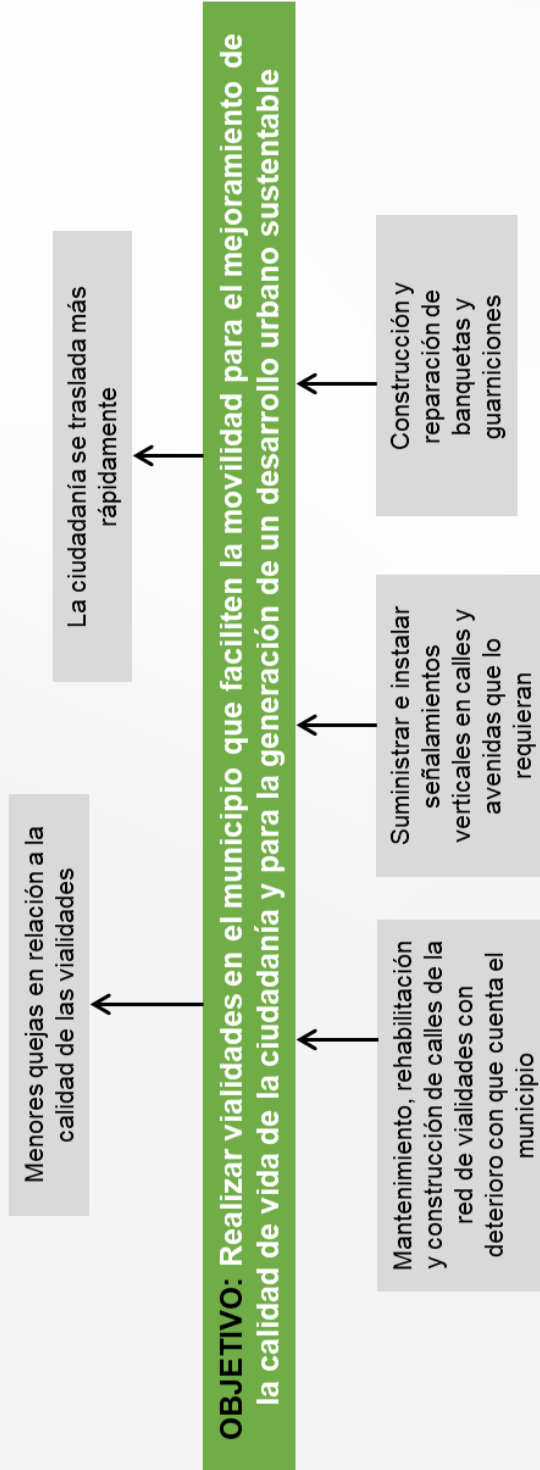 Menores quejas en relación a la
calidad de las vialidades
La ciudadanía se traslada más
rápidamente
OBJETIVO: Realizar vialidades en el municipio que faciliten la movilidad para el mejoramiento de
la calidad de vida de la ciudadanía y para la generación de un desarrollo urbano sustentable
Mantenimiento, rehabilitación
y construcción de calles de la
red de vialidades con
deterioro con que cuenta el
municipio
Suministrar e instalar
señalamientos
verticales en calles y
avenidas que lo
requieran
Construcción y
reparación de
banquetas y
guarniciones